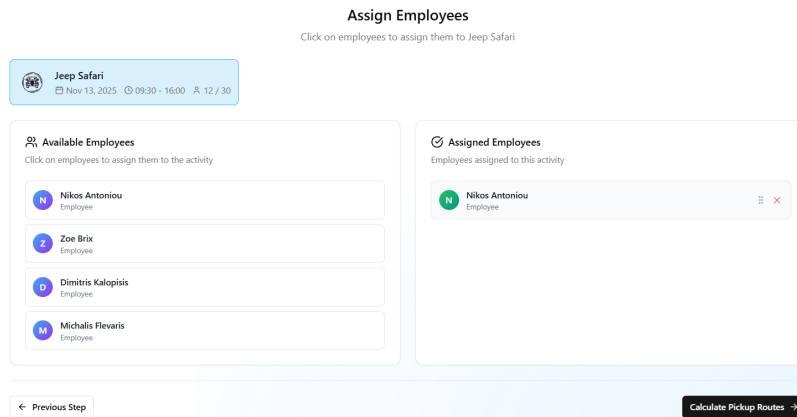 Assign Employees
Click on employees to assign them to Jeep Safari
Jeep Safari
Nov 13, 2025 09:30 - 16:00 12 / 30
Available Employees
Click on employees to assign them to the activity
N Nikos Antoniou
Employee
Z Zoe Brix
Employee
D Dimitris Kalopisis
Employee
M Michalis Flevaris
Employee
Assigned Employees
Employees assigned to this activity
N Nikos Antoniou
Employee
Previous Step
Calculate Pickup Routes